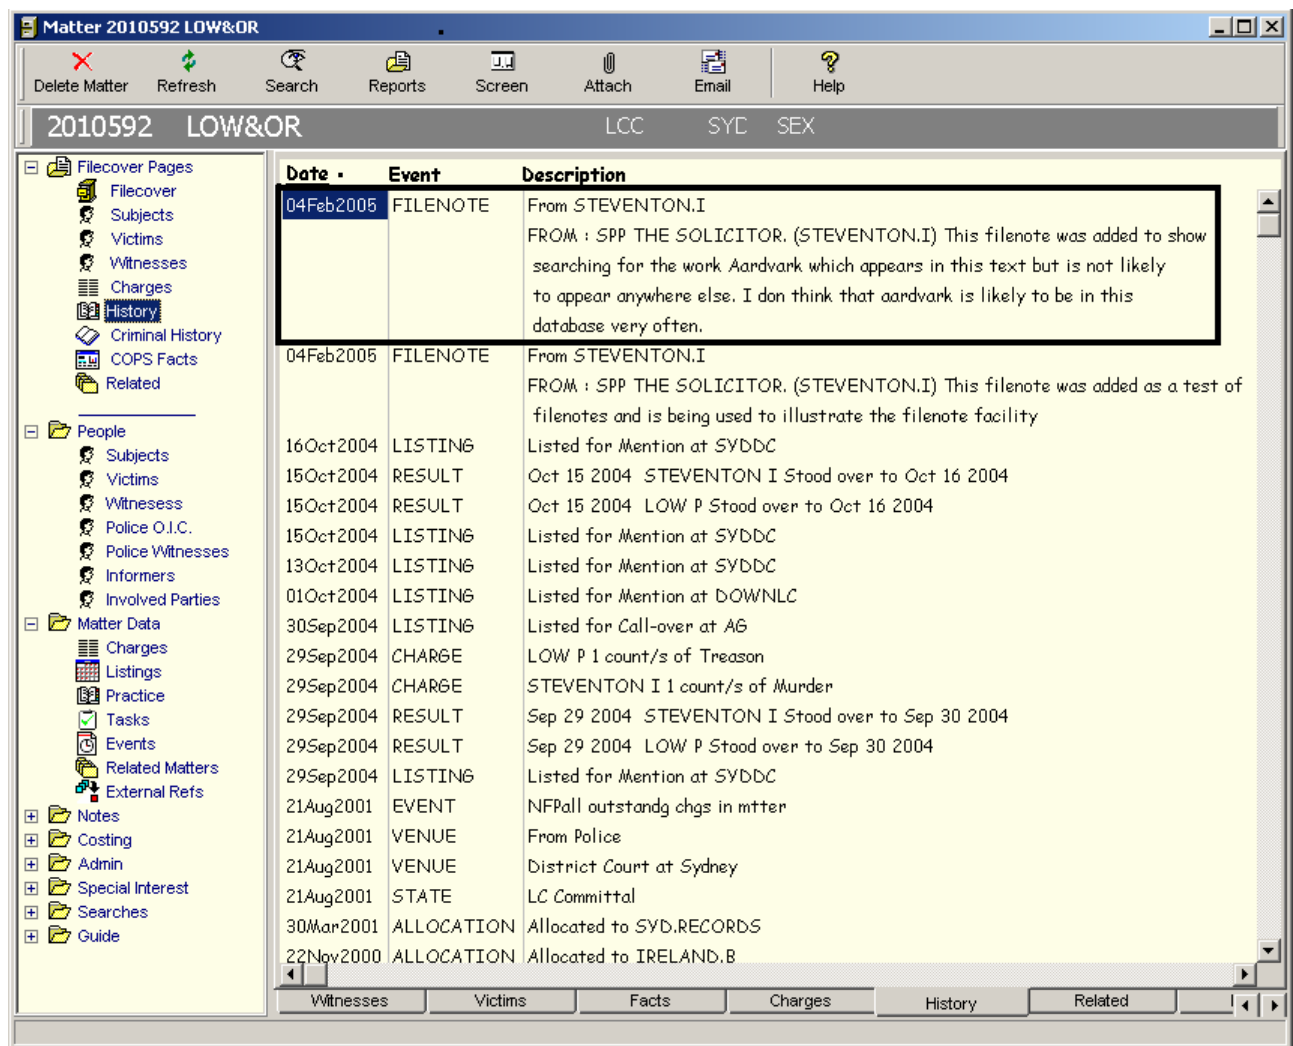 Matter 2010592 LOW&OR
Delete Matter Refresh Search Reports Screen Attach Email Help
2010592 LOW&OR LCC SYD SEX
Filecover Pages
Filecover
Subjects
Victims
Witnesses
Charges
History
Criminal History
COPS Facts
Related
People
Subjects
Victims
Witnesess
Police O.I.C.
Police Witnesses
Informers
Involved Parties
Matter Data
Charges
Listings
Practice
Tasks
Events
Related Matters
External Refs
Notes
Costing
Admin
Special Interest
Searches
Guide
Date Event Description
04Feb2005 FILENOTE From STEVENTON.I
FROM : SPP THE SOLICITOR. (STEVENTON.I) This filenote was added to show
searching for the work Aardvark which appears in this text but is not likely
to appear anywhere else. I don think that aardvark is likely to be in this
database very often.
04Feb2005 FILENOTE From STEVENTON.I
FROM : SPP THE SOLICITOR. (STEVENTON.I) This filenote was added as a test of
filenotes and is being used to illustrate the filenote facility
16Oct2004 LISTING Listed for Mention at SYDDC
15Oct2004 RESULT Oct 15 2004 STEVENTON I Stood over to Oct 16 2004
15Oct2004 RESULT Oct 15 2004 LOW P Stood over to Oct 16 2004
15Oct2004 LISTING Listed for Mention at SYDDC
13Oct2004 LISTING Listed for Mention at SYDDC
01Oct2004 LISTING Listed for Mention at DOWNLC
30Sep2004 LISTING Listed for Call-over at AG
29Sep2004 CHARGE LOW P 1 count/s of Treason
29Sep2004 CHARGE STEVENTON I 1 count/s of Murder
29Sep2004 RESULT Sep 29 2004 STEVENTON I Stood over to Sep 30 2004
29Sep2004 RESULT Sep 29 2004 LOW P Stood over to Sep 30 2004
29Sep2004 LISTING Listed for Mention at SYDDC
21Aug2001 EVENT NFPall outstandg chgs in mtter
21Aug2001 VENUE From Police
21Aug2001 VENUE District Court at Sydney
21Aug2001 STATE LC Committal
30Mar2001 ALLOCATION Allocated to SYD.RECORDS
22Nov2000 ALLOCATION Allocated to IRELAND.B
Witnesses Victims Facts Charges History Related